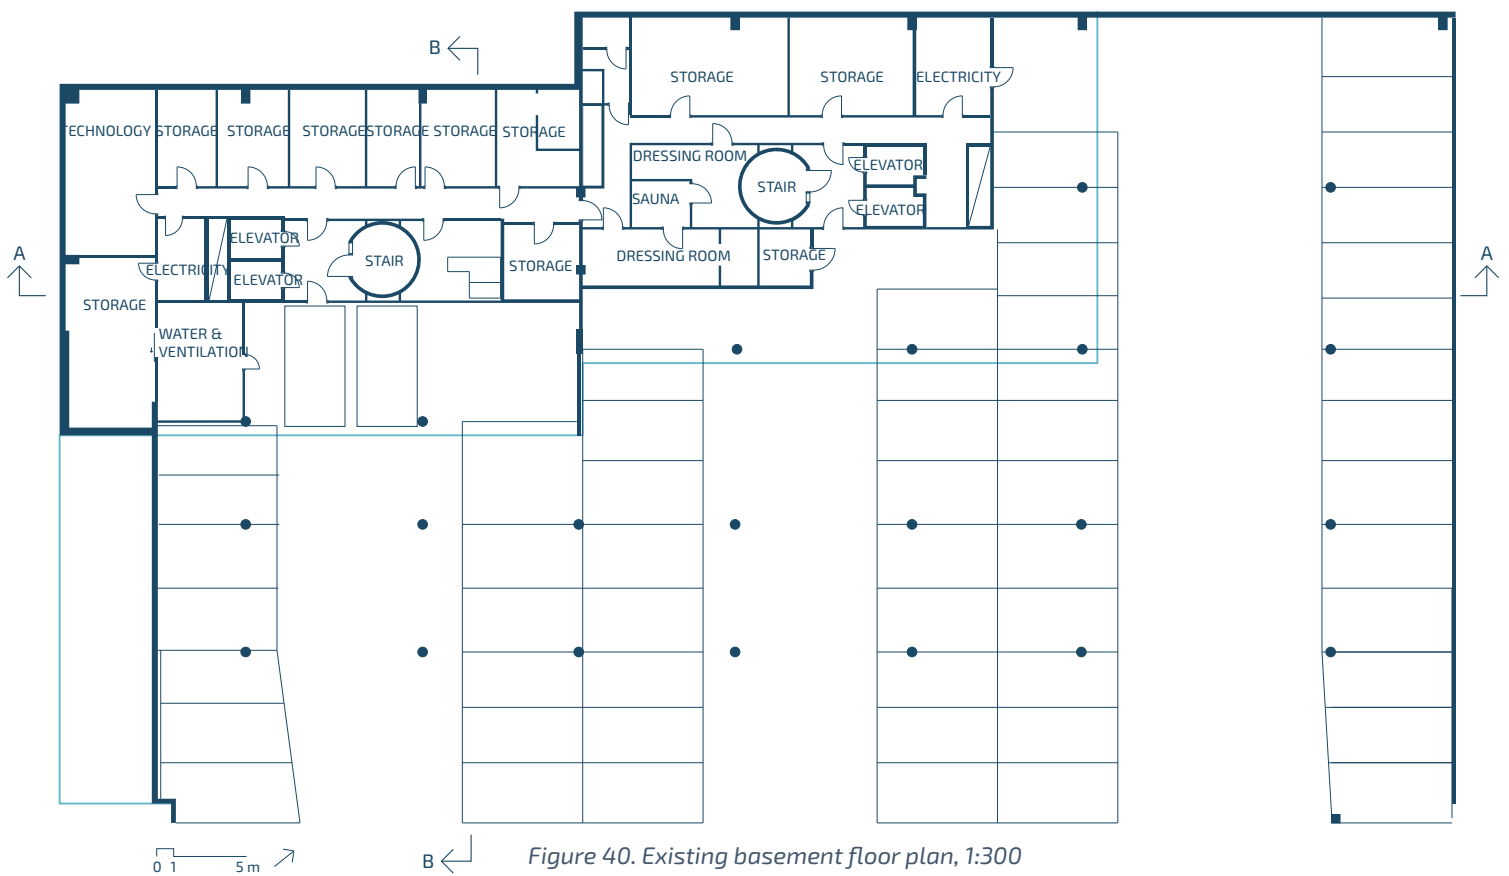 B
STORAGE
STORAGE
ELECTRICITY
TECHNOLOGY
STORAGE
STORAGE
STORAGE
STORAGE
STORAGE
STORAGE
DRESSING ROOM
ELEVATOR
STAIR
SAUNA
ELEVATOR
ELEVATOR
A
STAIR
DRESSING ROOM
STORAGE
A
ELECTRICITY
ELEVATOR
STORAGE
STORAGE
WATER &
VENTILATION
B
Figure 40. Existing basement floor plan, 1:300
0 1 5 m